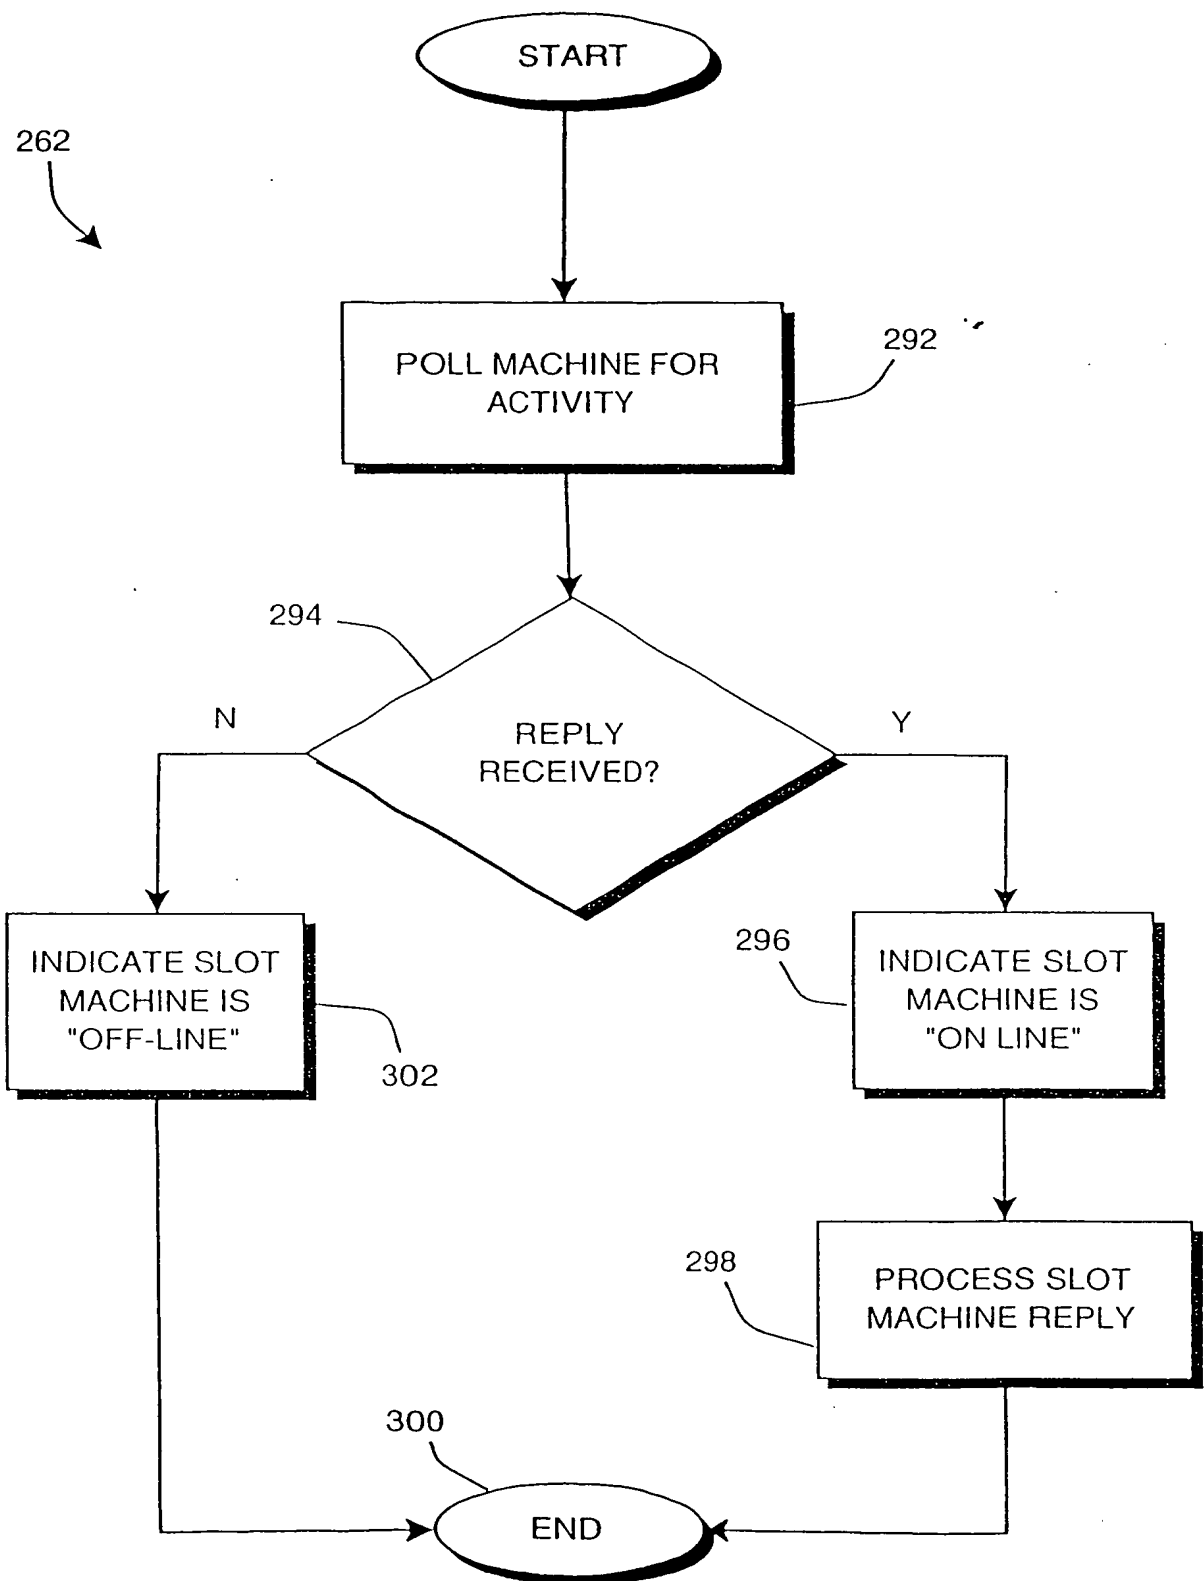 START
262
POLL MACHINE FOR
ACTIVITY
292
294
N
REPLY
RECEIVED?
Y
INDICATE SLOT
MACHINE IS
"OFF-LINE"
302
296
INDICATE SLOT
MACHINE IS
"ON LINE"
298
PROCESS SLOT
MACHINE REPLY
300
END